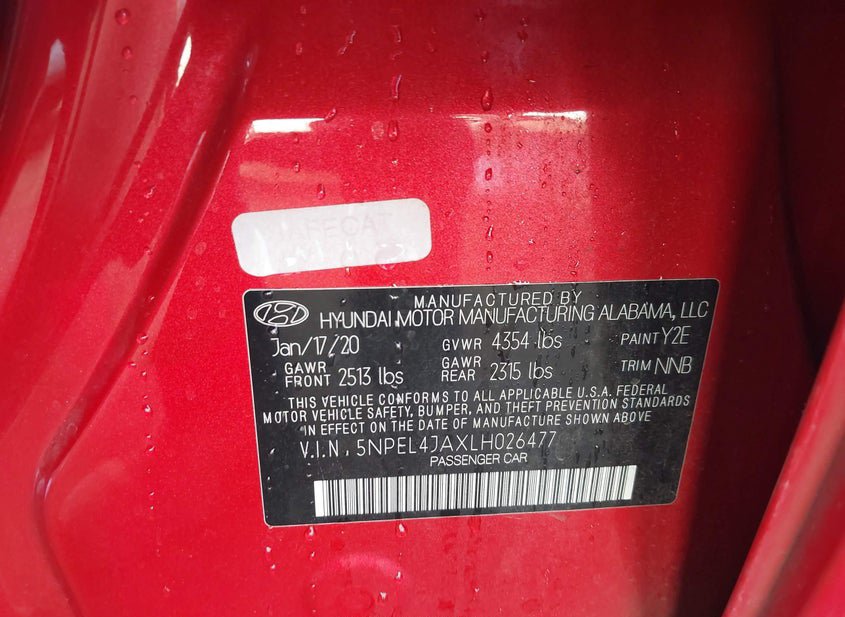 MANUFACTURED BY
HYUNDAI MOTOR MANUFACTURING ALABAMA, LLC
Jan/17/20 GVWR 4354 lbs PAINT Y2E
GAWR FRONT 2513 lbs GAWR REAR 2315 lbs TRIM NNB
THIS VEHICLE CONFORMS TO ALL APPLICABLE U.S.A. FEDERAL
MOTOR VEHICLE SAFETY, BUMPER, AND THEFT PREVENTION STANDARDS
IN EFFECT ON THE DATE OF MANUFACTURE SHOWN ABOVE
V.I.N. 5NPEL4JAXLH026477
PASSENGER CAR